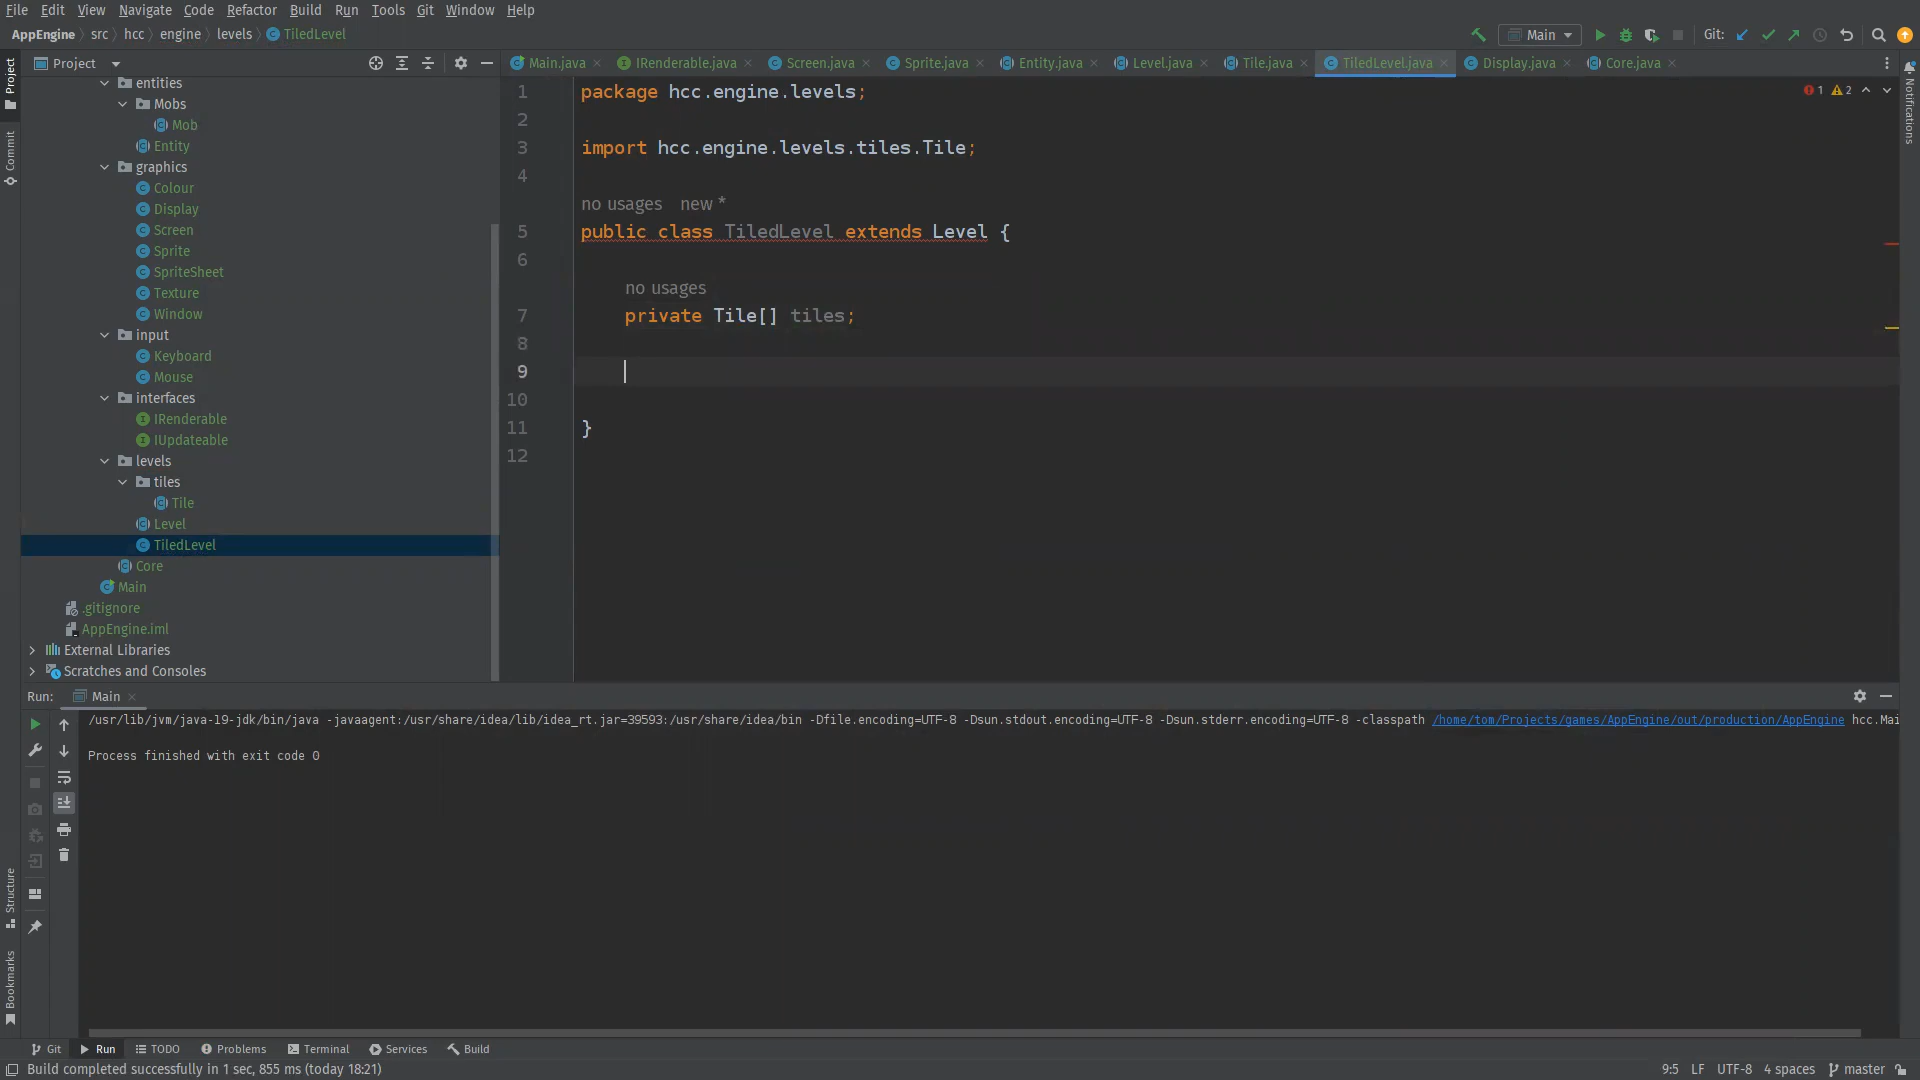 File Edit View Navigate Code Refactor Build Run Tools Git Window Help
AppEngine src hcc engine levels TiledLevel Main Git:
Project
Main.java IRenderable.java Screen.java Sprite.java Entity.java Level.java Tile.java TiledLevel.java Display.java Core.java
Project
Commit
Structure
Bookmarks
Notifications
entities
Mobs
Mob
Entity
graphics
Colour
Display
Screen
Sprite
SpriteSheet
Texture
Window
input
Keyboard
Mouse
interfaces
IRenderable
IUpdateable
levels
tiles
Tile
Level
TiledLevel
Core
Main
.gitignore
AppEngine.iml
External Libraries
Scratches and Consoles
1 2
1 package hcc.engine.levels;
2
3 import hcc.engine.levels.tiles.Tile;
4
no usages new *
5 public class TiledLevel extends Level {
6
no usages
7 private Tile[] tiles;
8
9
10
11 }
12
Run: Main
/usr/lib/jvm/java-19-jdk/bin/java -javaagent:/usr/share/idea/lib/idea_rt.jar=39593:/usr/share/idea/bin -Dfile.encoding=UTF-8 -Dsun.stdout.encoding=UTF-8 -Dsun.stderr.encoding=UTF-8 -classpath /home/tom/Projects/games/AppEngine/out/production/AppEngine hcc.Mai
Process finished with exit code 0
Git Run TODO Problems Terminal Services Build
Build completed successfully in 1 sec, 855 ms (today 18:21) 9:5 LF UTF-8 4 spaces master